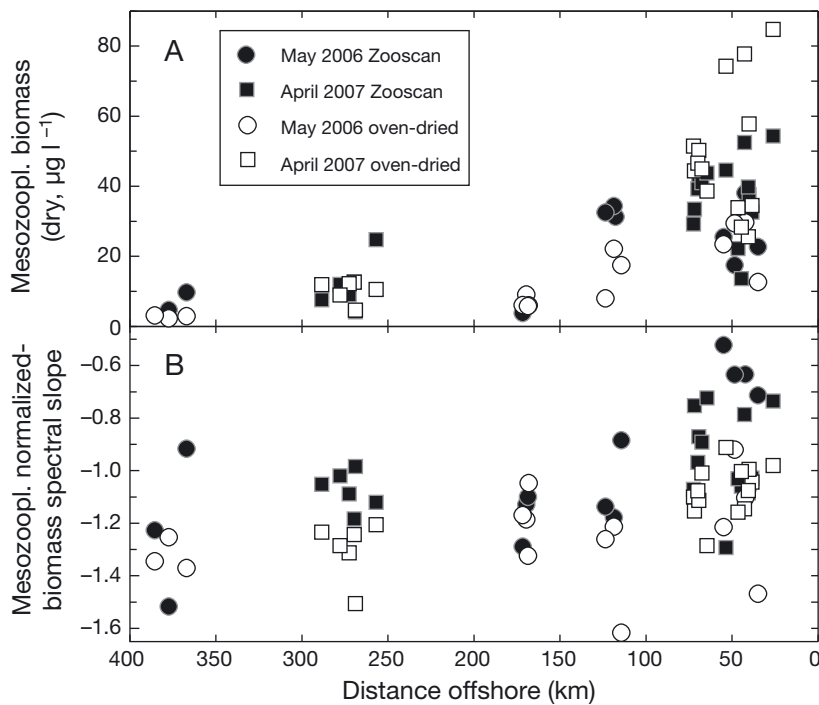 A
May 2006 Zooscan
April 2007 Zooscan
May 2006 oven-dried
April 2007 oven-dried
Mesozoopl. biomass
(dry, µg l⁻¹)
80
60
40
20
0
B
Mesozoopl. normalized-
biomass spectral slope
–0.6
–0.8
–1.0
–1.2
–1.4
–1.6
400 350 300 250 200 150 100 50 0
Distance offshore (km)